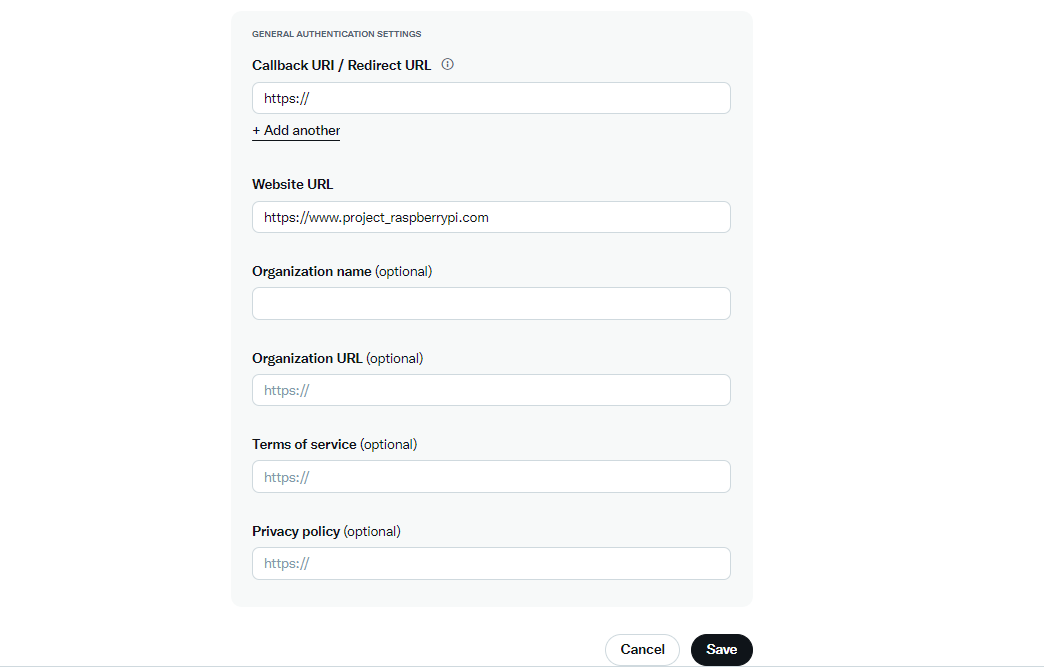 GENERAL AUTHENTICATION SETTINGS
Callback URI / Redirect URL
https://
+ Add another
Website URL
https://www.project_raspberrypi.com
Organization name (optional)
Organization URL (optional)
https://
Terms of service (optional)
https://
Privacy policy (optional)
https://
Cancel Save